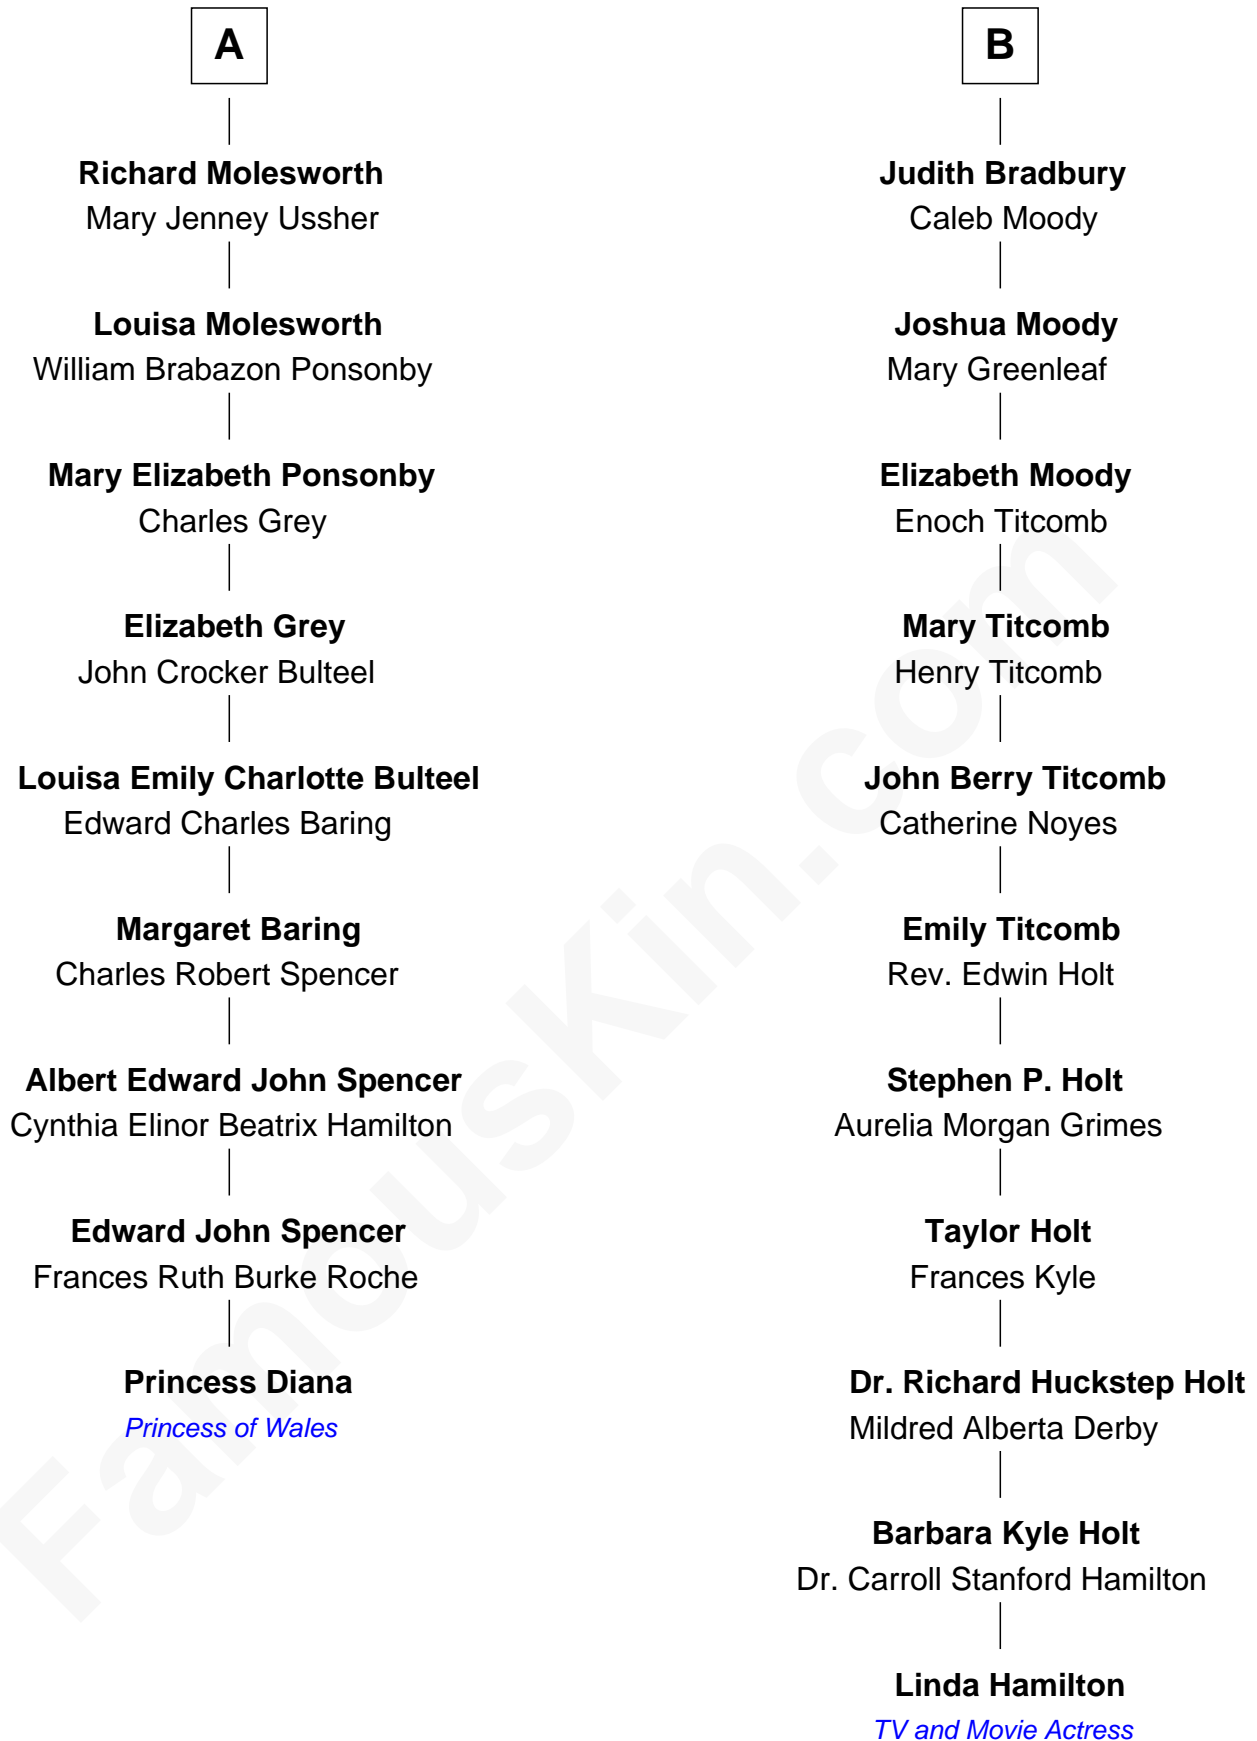 A
Richard Molesworth
Mary Jenney Ussher
Louisa Molesworth
William Brabazon Ponsonby
Mary Elizabeth Ponsonby
Charles Grey
Elizabeth Grey
John Crocker Bulteel
Louisa Emily Charlotte Bulteel
Edward Charles Baring
Margaret Baring
Charles Robert Spencer
Albert Edward John Spencer
Cynthia Elinor Beatrix Hamilton
Edward John Spencer
Frances Ruth Burke Roche
Princess Diana
Princess of Wales
B
Judith Bradbury
Caleb Moody
Joshua Moody
Mary Greenleaf
Elizabeth Moody
Enoch Titcomb
Mary Titcomb
Henry Titcomb
John Berry Titcomb
Catherine Noyes
Emily Titcomb
Rev. Edwin Holt
Stephen P. Holt
Aurelia Morgan Grimes
Taylor Holt
Frances Kyle
Dr. Richard Huckstep Holt
Mildred Alberta Derby
Barbara Kyle Holt
Dr. Carroll Stanford Hamilton
Linda Hamilton
TV and Movie Actress
FamousKin.com